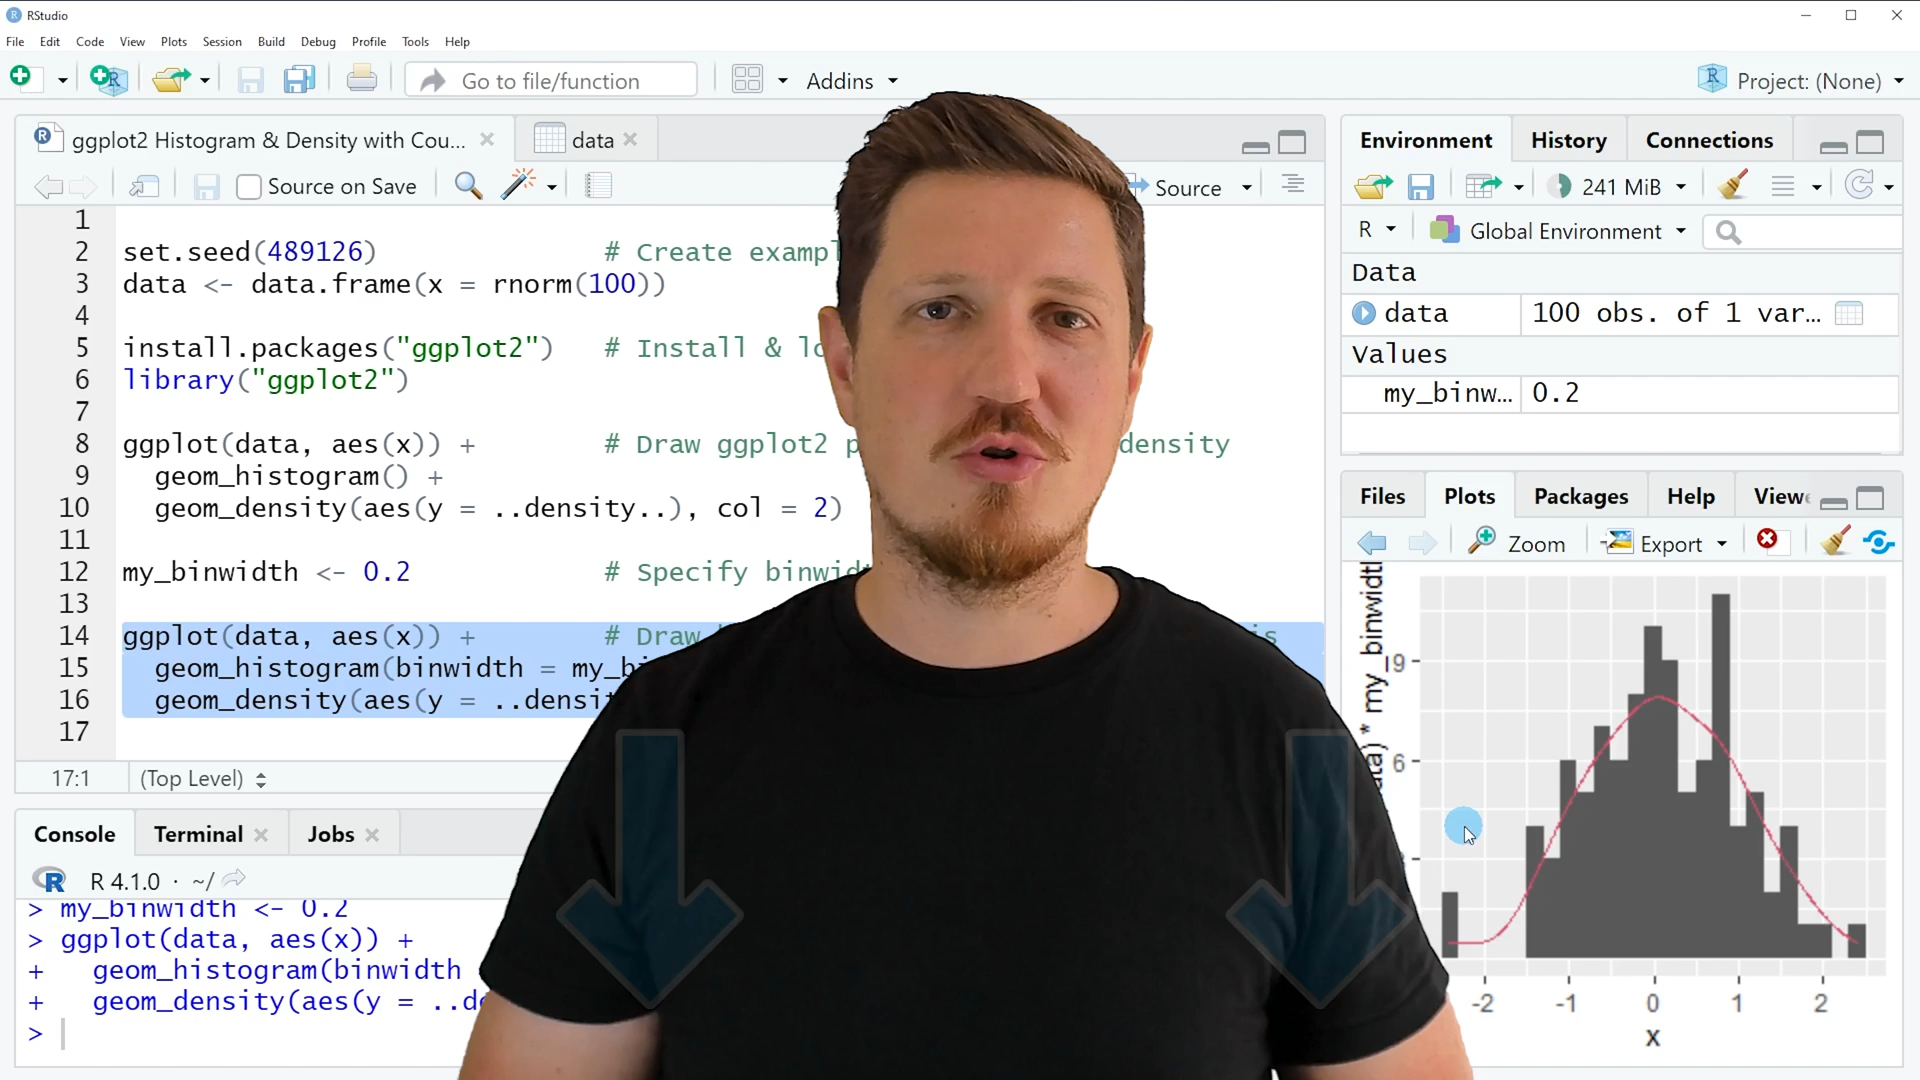 RStudio
File Edit Code View Plots Session Build Debug Profile Tools Help
Go to file/function Addins Project: (None)
ggplot2 Histogram & Density with Cou... data
Source on Save Source
1
2 set.seed(489126) # Create
3 data <- data.frame(x = rnorm(100))
4
5 install.packages("ggplot2") # Install &
6 library("ggplot2")
7
8 ggplot(data, aes(x)) + # Draw ggplot2 density
9 geom_histogram() +
10 geom_density(aes(y = ..density..), col = 2)
11
12 my_binwidth <- 0.2 # Specify
13
14 ggplot(data, aes(x)) + # Draw
15 geom_histogram(binwidth =
16 geom_density(aes(y =
17
17:1 (Top Level)
Console Terminal Jobs
R 4.1.0 · ~/
> my_binwidth <- 0.2
> ggplot(data, aes(x)) +
+ geom_histogram(binwidth
+ geom_density(aes(y =
>
Environment History Connections
241 MiB
R Global Environment
Data
data 100 obs. of 1 var...
Values
my_binw... 0.2
Files Plots Packages Help
Zoom Export
* my_binwidth
9
6
-2 -1 0 1 2
x